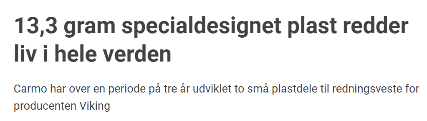 13,3 gram specialdesignet plast redder
liv i hele verden
Carmo har over en periode på tre år udviklet to små plastdele til redningsveste for
producenten Viking